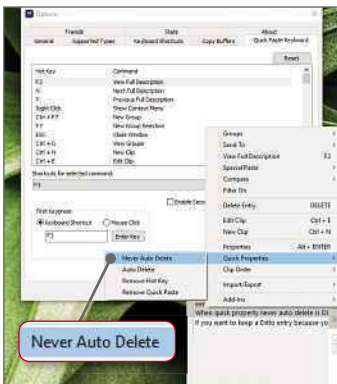 Options
Friends Stats About
General Supported Types Keyboard Shortcuts Copy Buffers Quick Paste Keyboard
Reset
Hot Key Command
F3 View Full Description
N Next Full Description
P Previous Full Description
Right Click Show Context Menu
Ctrl + F7 New Group
F7 New Group Selection
ESC Close Window
Ctrl + G View Groups
Ctrl + N New Clip
Ctrl + E Edit Clip
Shortcuts for selected command:
F3
First Keypress
Keyboard Shortcut Mouse Click
F3 Enter Key
Groups
Send To
View Full Description F3
Special Paste
Compare
Filter On
Delete Entry DELETE
Edit Clip Ctrl + E
New Clip Ctrl + N
Properties Alt + ENTER
Quick Properties
Clip Order
Import/Export
Add-Ins
Never Auto Delete
Auto Delete
Remove Hot Key
Remove Quick Paste
When quick property never auto delete is
If you want to keep a Ditto entry because yo
Never Auto Delete